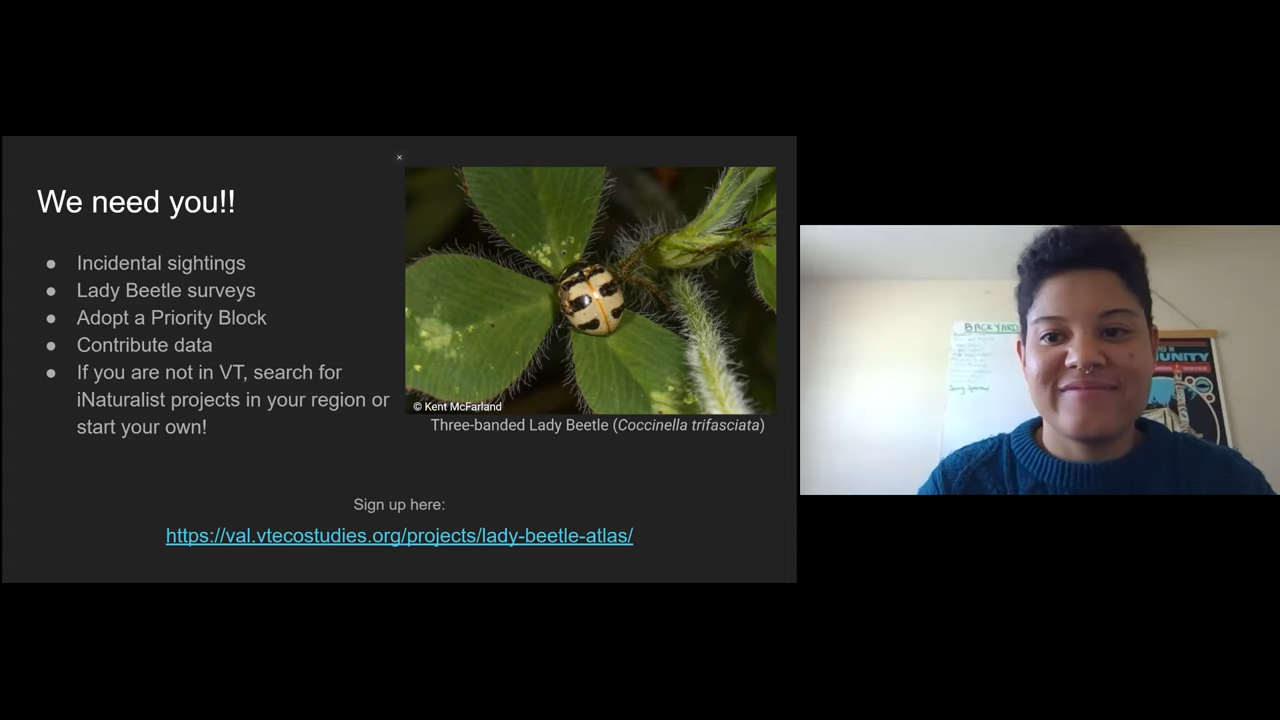 We need you!!
● Incidental sightings
● Lady Beetle surveys
● Adopt a Priority Block
● Contribute data
● If you are not in VT, search for
iNaturalist projects in your region or
start your own!
© Kent McFarland
Three-banded Lady Beetle (Coccinella trifasciata)
Sign up here:
https://val.vtecostudies.org/projects/lady-beetle-atlas/
BACKYARD
UNITY